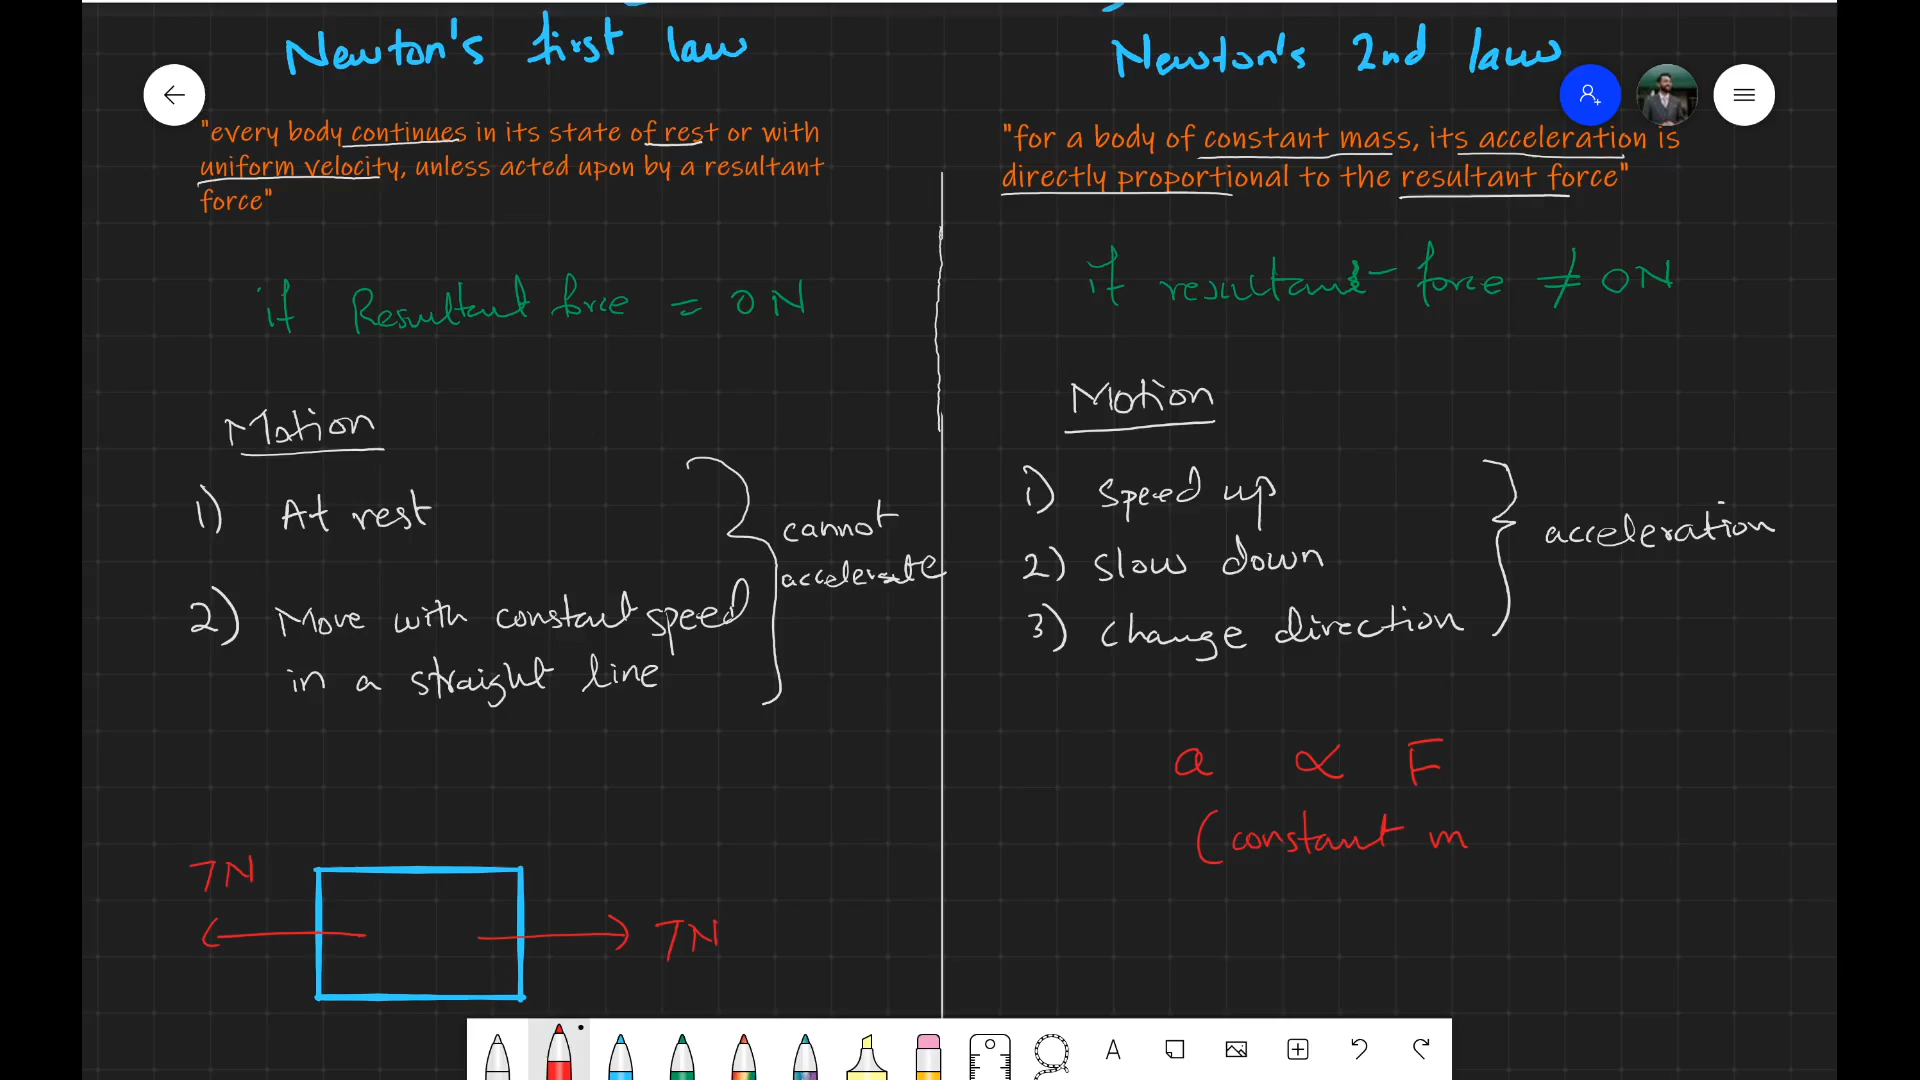 Newton's first law
"every body continues in its state of rest or with
uniform velocity, unless acted upon by a resultant
force"
if Resultant force = 0 N
Motion
1) At rest
2) Move with constant speed
in a straight line
cannot
accelerate
7N
7N
Newton's 2nd law
"for a body of constant mass, its acceleration is
directly proportional to the resultant force"
if resultant force ≠ 0 N
Motion
1) speed up
2) slow down
3) change direction
acceleration
a ∝ F
(constant m
A